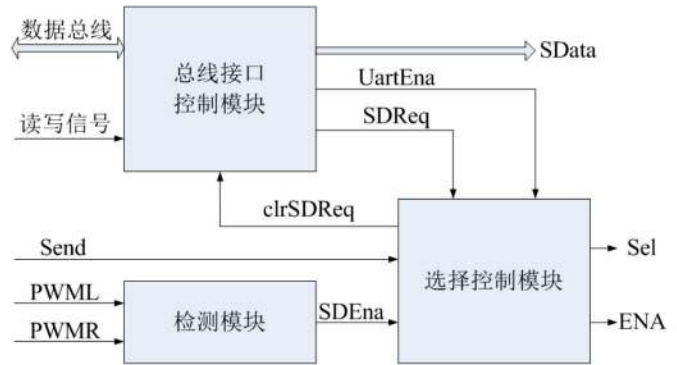 数据总线
总线接口
控制模块
SData
UartEna
读写信号
SDReq
clrSDReq
Send
Sel
选择控制模块
PWML
检测模块
SDEna
PWMR
ENA